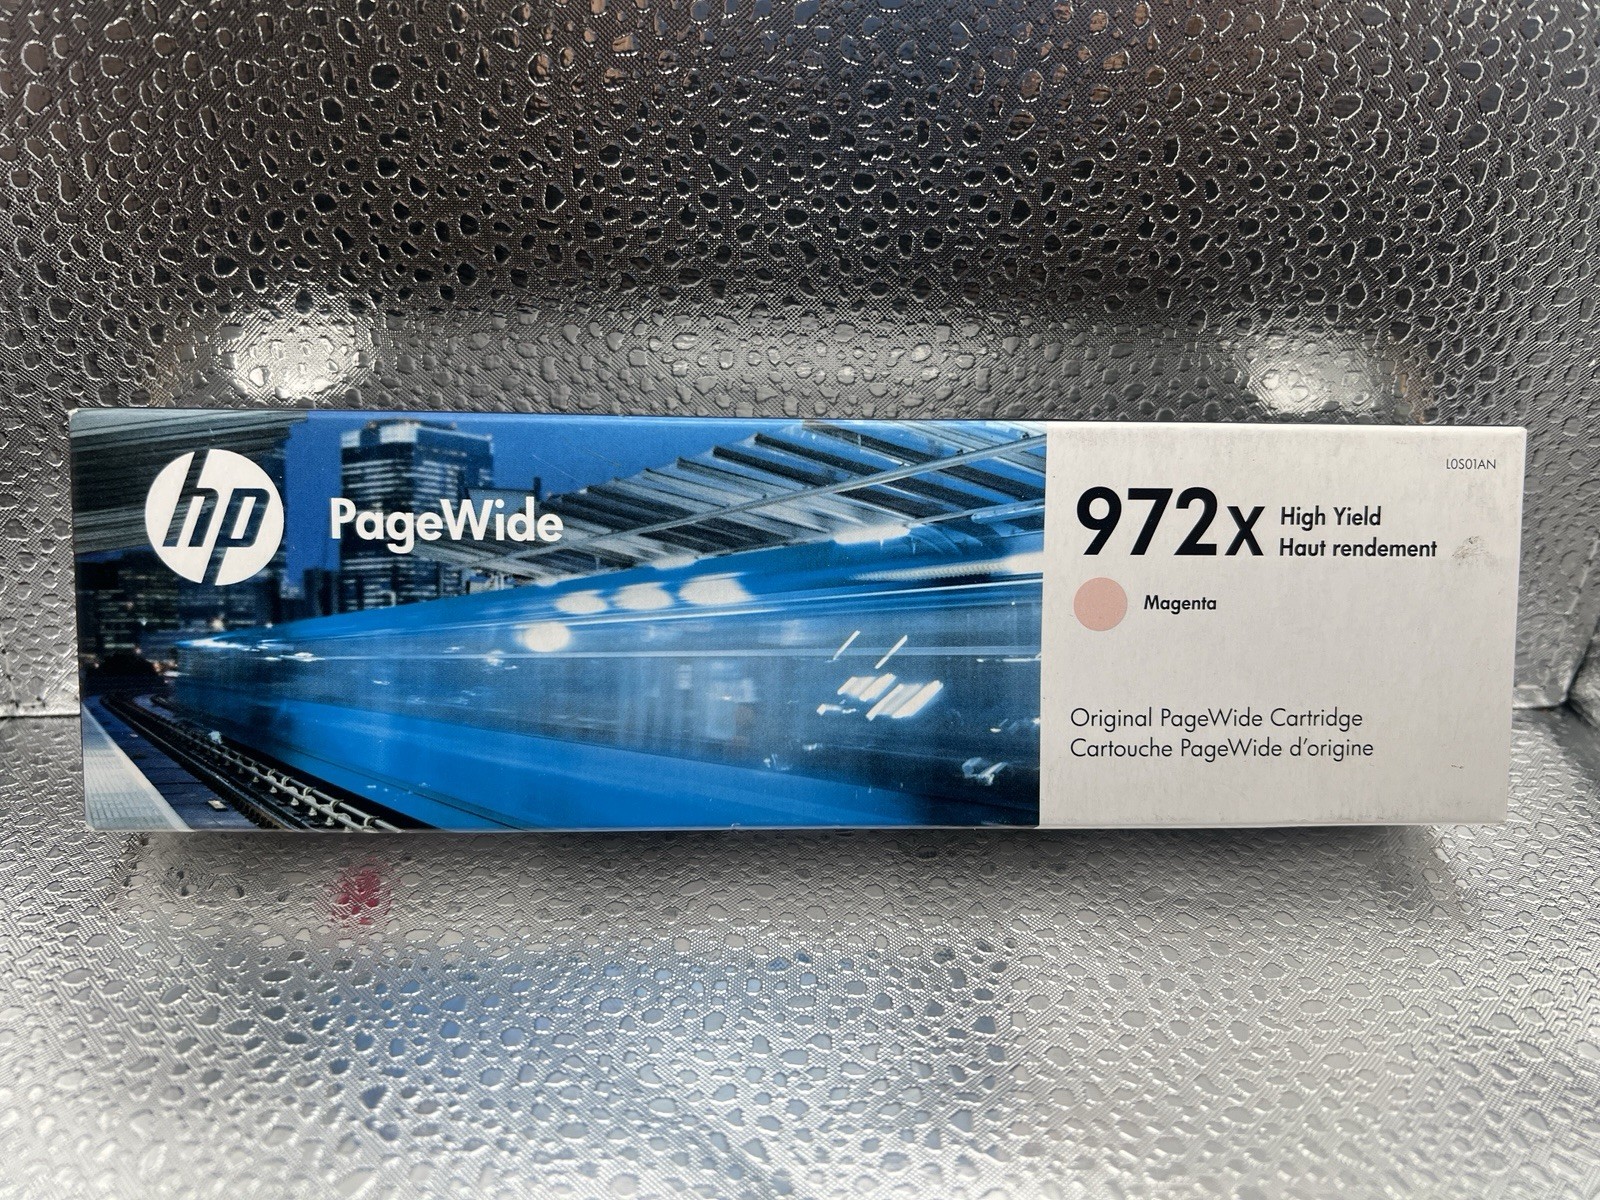 hp
PageWide
L0S01AN
972x
High Yield
Haut rendement
Magenta
Original PageWide Cartridge
Cartouche PageWide d'origine